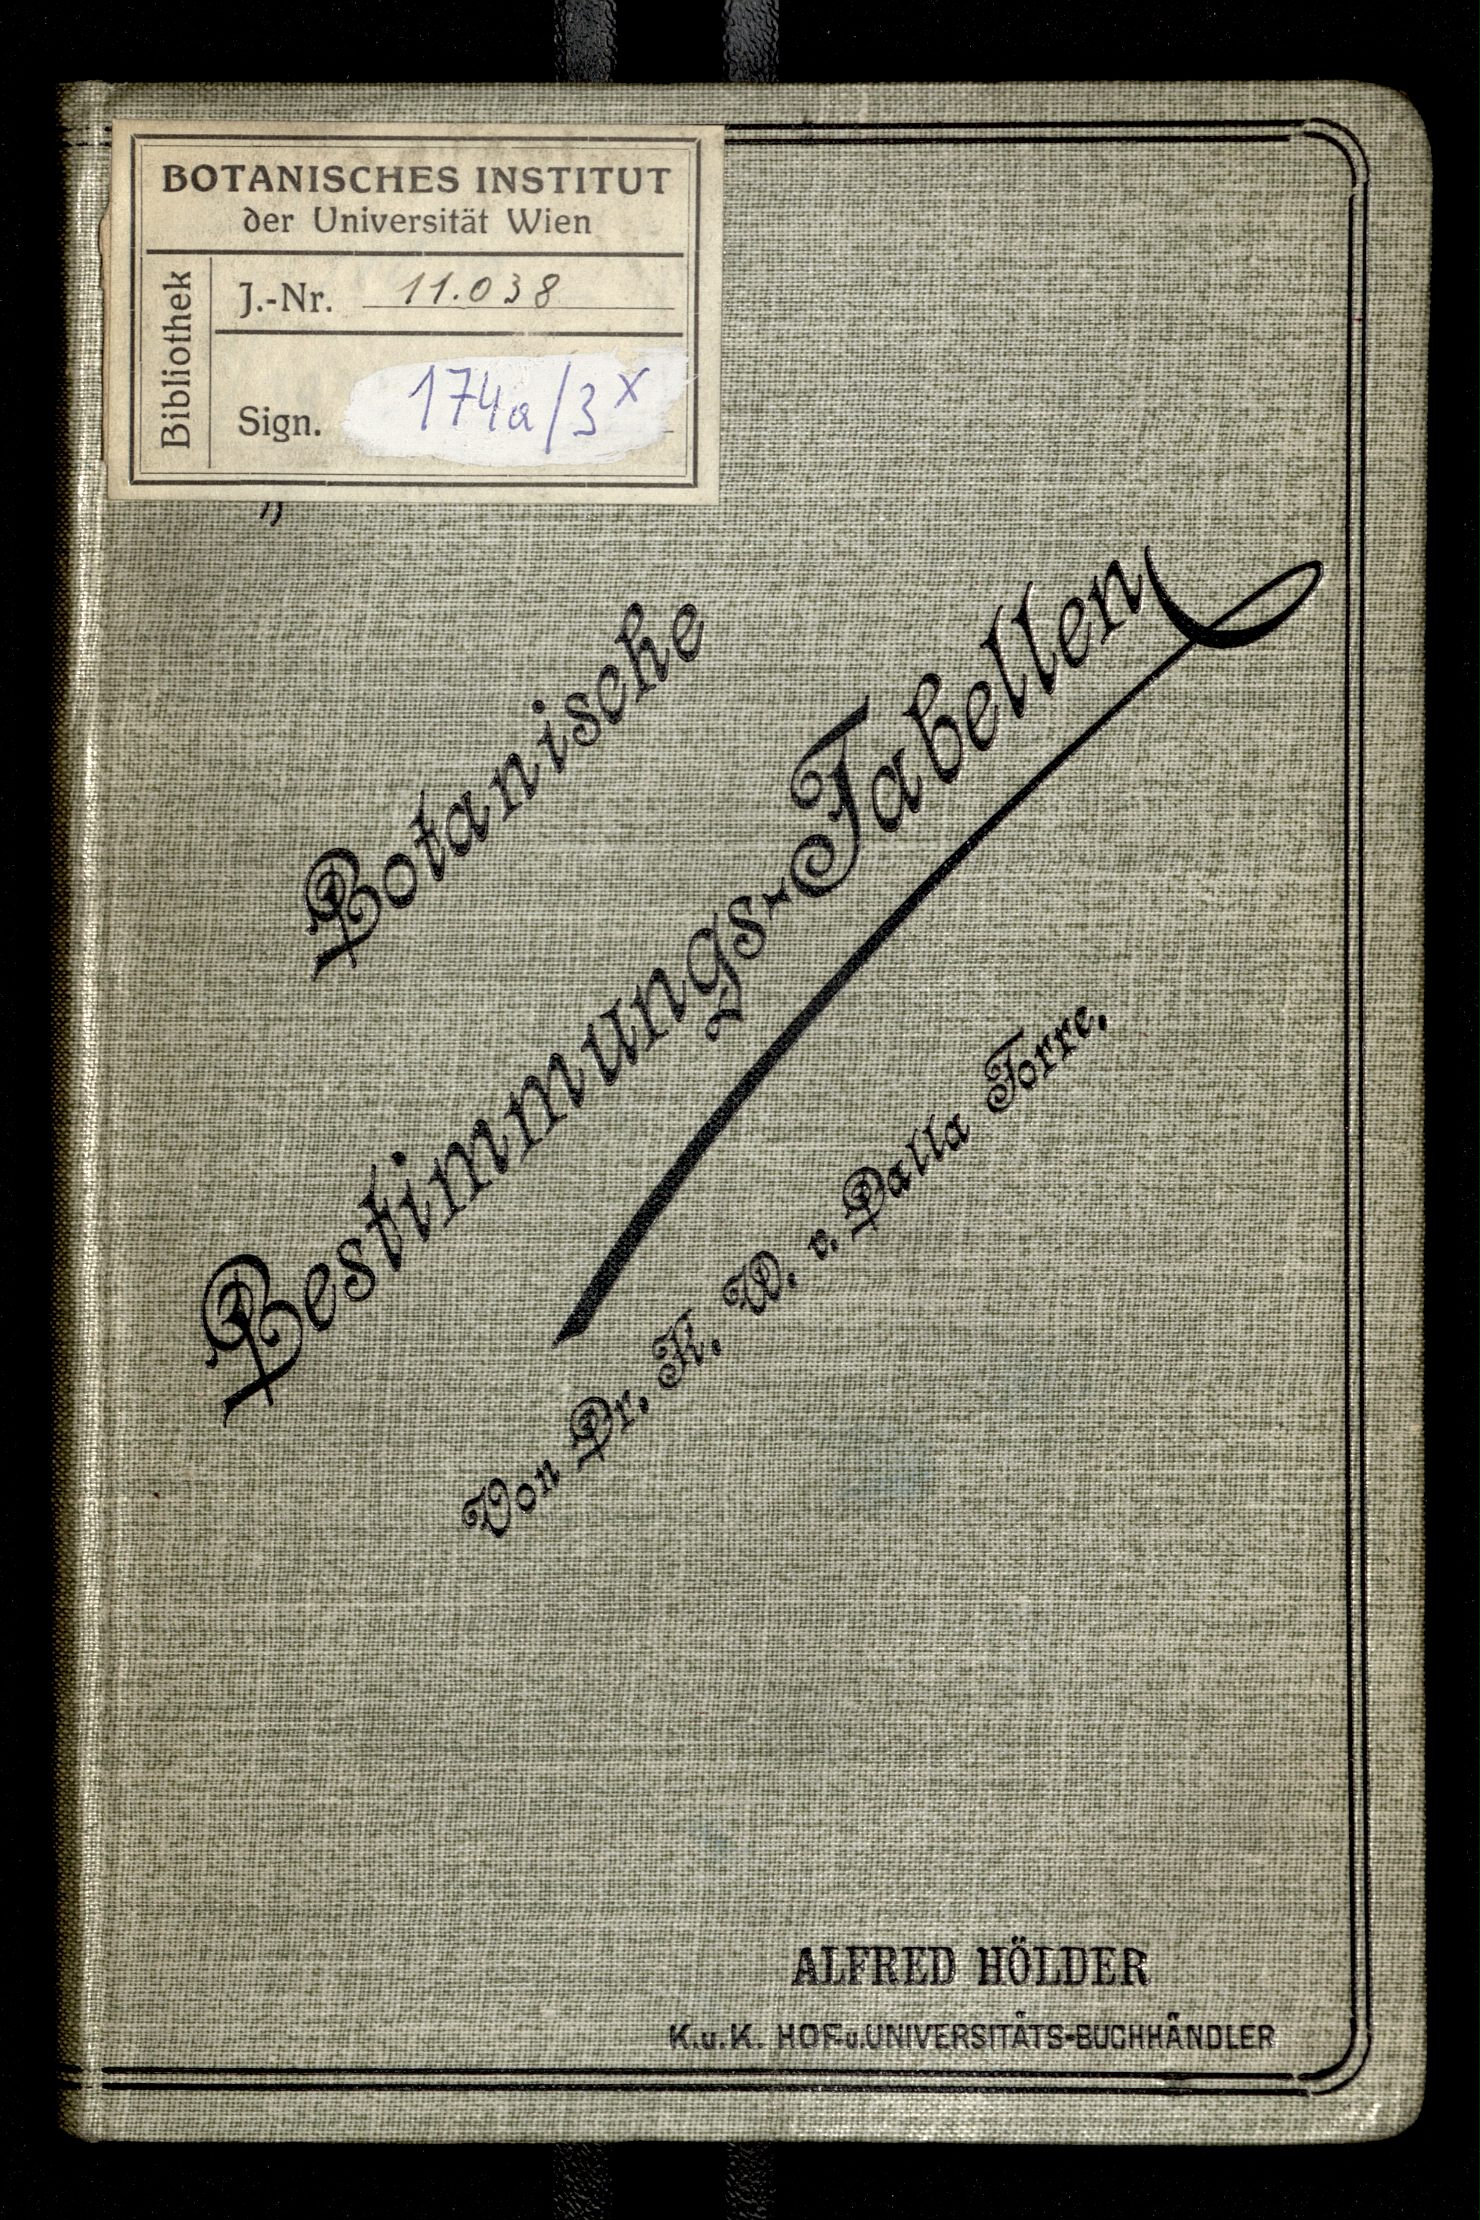 BOTANISCHES INSTITUT
der Universität Wien
Bibliothek
J.-Nr. 11.038
Sign. 174a/3x
Botanische
Bestimmungs-Tabellen
Von Dr. K. W. v. Dalla Torre.
ALFRED HÖLDER
K.u.K. HOF-u.UNIVERSITÄTS-BUCHHÄNDLER